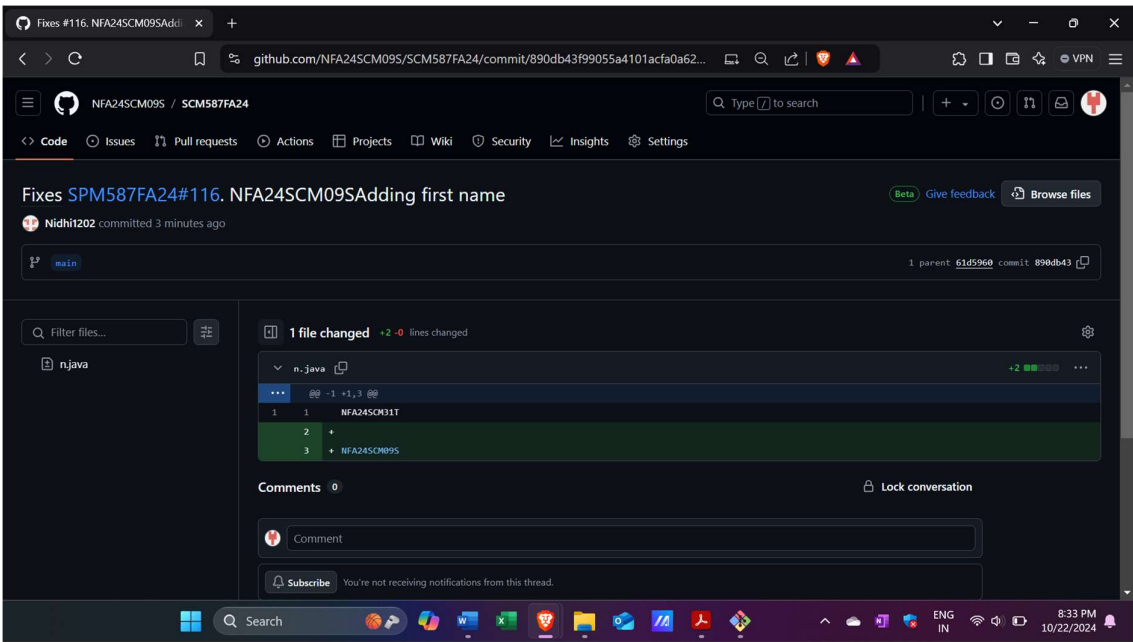 Fixes #116. NFA24SCM09SAddi
github.com/NFA24SCM09S/SCM587FA24/commit/890db43f99055a4101acfa0a62...
VPN
NFA24SCM09S / SCM587FA24
Type / to search
Code Issues Pull requests Actions Projects Wiki Security Insights Settings
Fixes SPM587FA24#116. NFA24SCM09SAdding first name
Beta Give feedback Browse files
Nidhi1202 committed 3 minutes ago
main
1 parent 61d5960 commit 890db43
Filter files...
1 file changed +2 -0 lines changed
n.java
n.java
+2
@@ -1 +1,3 @@
1 1 NFA24SCM31T
2 +
3 + NFA24SCM09S
Comments 0
Lock conversation
Comment
Subscribe You're not receiving notifications from this thread.
Search
ENG
IN
8:33 PM
10/22/2024